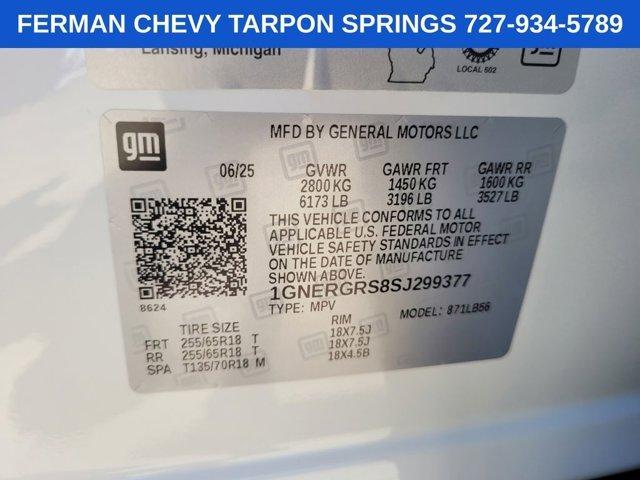 FERMAN CHEVY TARPON SPRINGS 727-934-5789
Lansing, Michigan
LOCAL 602
gm
MFD BY GENERAL MOTORS LLC
06/25 GVWR GAWR FRT GAWR RR
2800 KG 1450 KG 1600 KG
6173 LB 3196 LB 3527 LB
THIS VEHICLE CONFORMS TO ALL
APPLICABLE U.S. FEDERAL MOTOR
VEHICLE SAFETY STANDARDS IN EFFECT
ON THE DATE OF MANUFACTURE
SHOWN ABOVE.
1GNERGRS8SJ299377
8624
TYPE: MPV MODEL: 871LB56
TIRE SIZE RIM
FRT 255/65R18 T 18X7.5J
RR 255/65R18 T 18X7.5J
SPA T135/70R18 M 18X4.5B